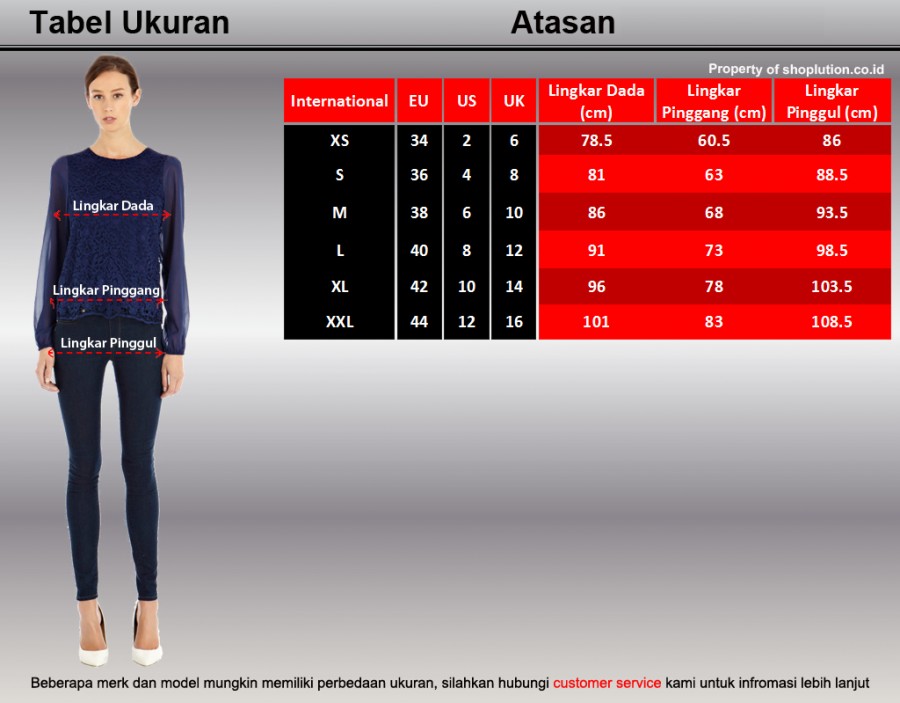 Tabel Ukuran Atasan
Property of shoplution.co.id
International EU US UK Lingkar Dada (cm) Lingkar Pinggang (cm) Lingkar Pinggul (cm)
XS 34 2 6 78.5 60.5 86
S 36 4 8 81 63 88.5
M 38 6 10 86 68 93.5
L 40 8 12 91 73 98.5
XL 42 10 14 96 78 103.5
XXL 44 12 16 101 83 108.5
Lingkar Dada
Lingkar Pinggang
Lingkar Pinggul
Beberapa merk dan model mungkin memiliki perbedaan ukuran, silahkan hubungi customer service kami untuk infromasi lebih lanjut